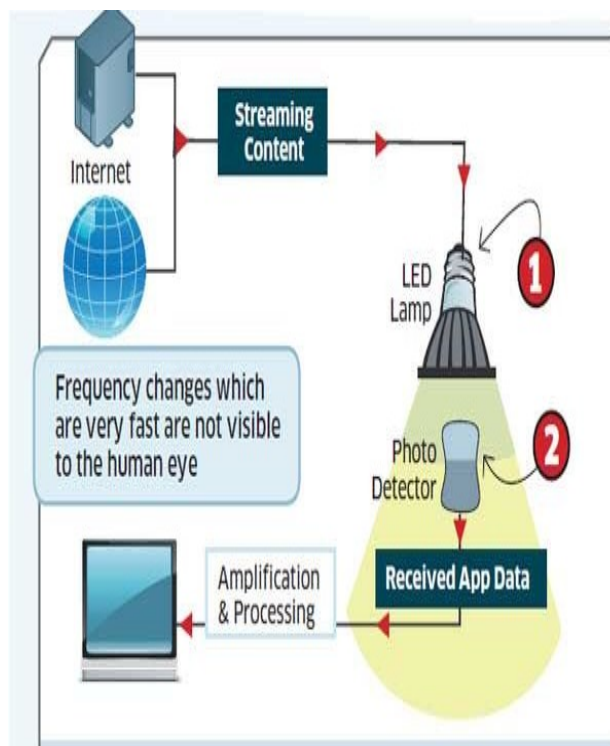 Streaming
Content
Internet
LED
Lamp
1
Frequency changes which
are very fast are not visible
to the human eye
Photo
Detector
2
Amplification
& Processing
Received App Data